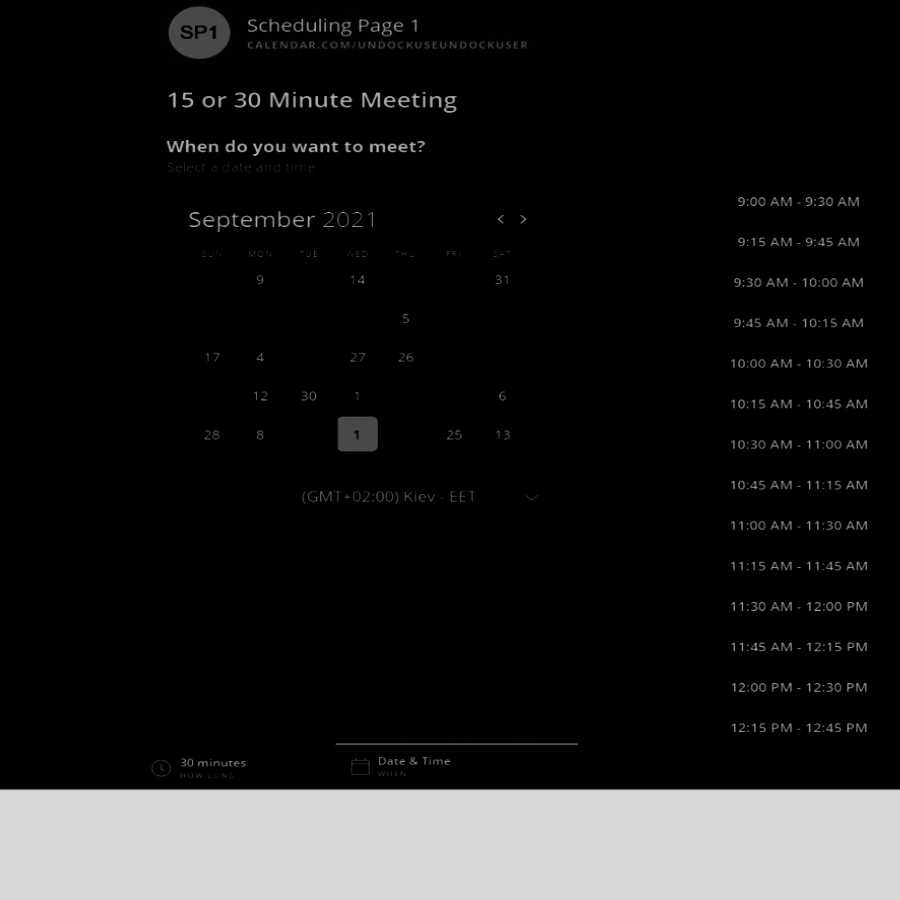 SP1
Scheduling Page 1
CALENDAR.COM/UNDOCKUSEUNDOCKUSER
15 or 30 Minute Meeting
When do you want to meet?
Select a date and time
September 2021 < >
SUN MON TUE WED THU FRI SAT
9 14 31
5
17 4 27 26
12 30 1 6
28 8 1 25 13
(GMT+02:00) Kiev - EET
9:00 AM - 9:30 AM
9:15 AM - 9:45 AM
9:30 AM - 10:00 AM
9:45 AM - 10:15 AM
10:00 AM - 10:30 AM
10:15 AM - 10:45 AM
10:30 AM - 11:00 AM
10:45 AM - 11:15 AM
11:00 AM - 11:30 AM
11:15 AM - 11:45 AM
11:30 AM - 12:00 PM
11:45 AM - 12:15 PM
12:00 PM - 12:30 PM
12:15 PM - 12:45 PM
30 minutes
HOW LONG
Date & Time
WHEN